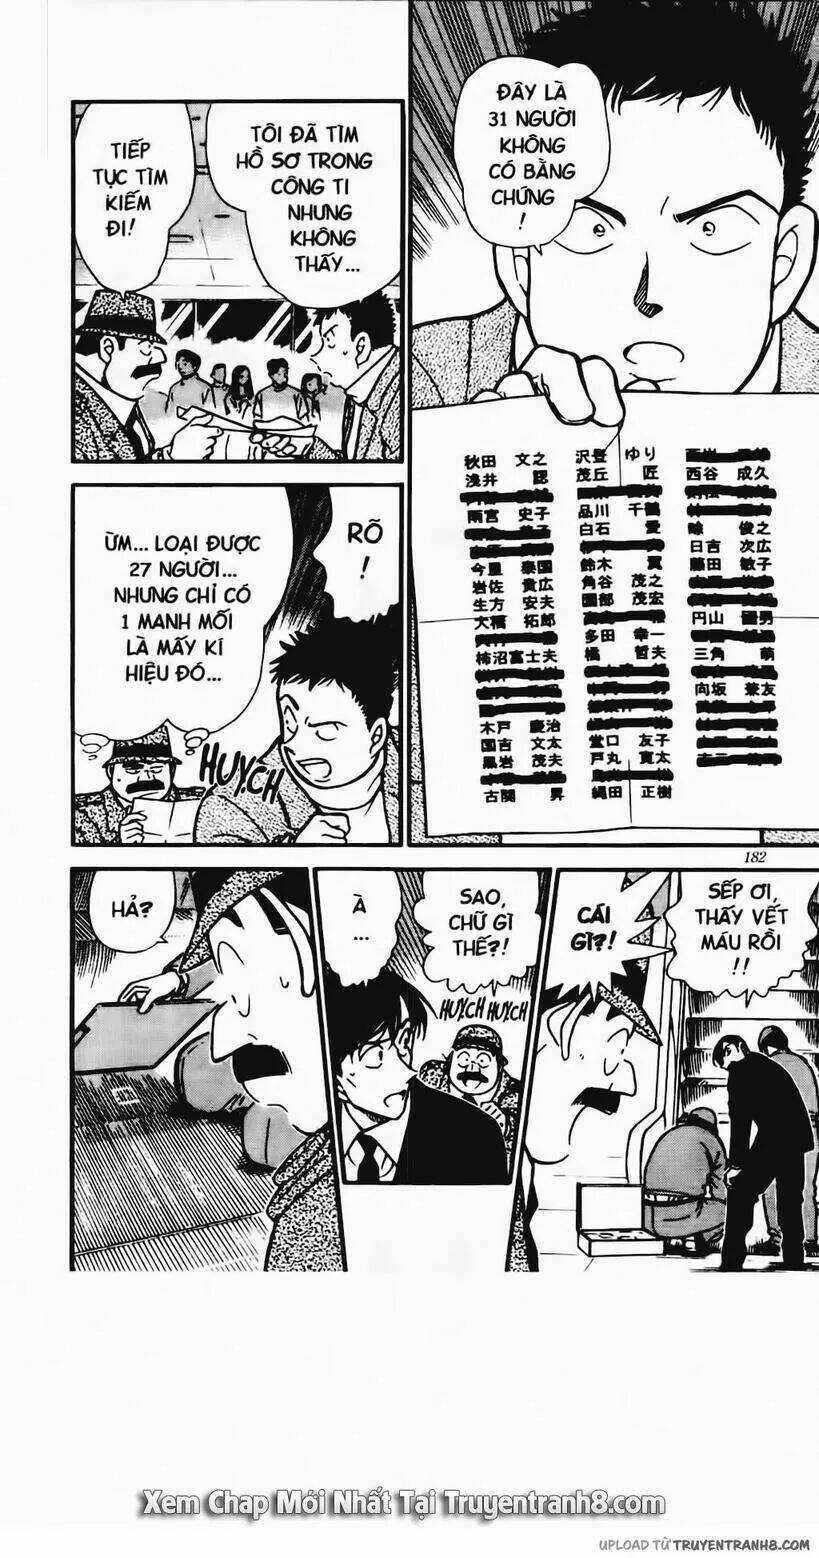 ĐÂY LÀ
31 NGƯỜI
KHÔNG
CÓ BẰNG
CHỨNG
!
秋田 文之
浅井 認
雨宮 史子
今里 泰国
岩佐 貴広
生方 安夫
大橋 拓郎
柿沼富士夫
木戸 慶治
国吉 文太
黒岩 茂夫
古関 昇
沢登 ゆり
茂丘 匠
品川 千鶴
白石 愛
鈴木 翼
角谷 茂之
園部 茂宏
多田 幸一
橘 哲夫
堂口 友子
戸丸 寛太
縄田 正樹
西谷 成久
俊之
日吉 次広
藤田 敏子
円山 男
三角 萌
向坂 兼友
TÔI ĐÃ TÌM
HỒ SƠ TRONG
CÔNG TI
NHƯNG
KHÔNG
THẤY...
TIẾP
TỤC TÌM
KIẾM
ĐI!
RÕ
!
ỪM... LOẠI ĐƯỢC
27 NGƯỜI...
NHƯNG CHỈ CÓ
1 MANH MỐI
LÀ MẤY KÍ
HIỆU ĐÓ...
HUỴCH
182
SẾP ƠI,
THẤY VẾT
MÁU RỒI
!!
CÁI
GÌ?!
SAO,
CHỮ GÌ
THẾ?!
HUỴCH HUỴCH
À
...
HẢ?
Xem Chap Mới Nhất Tại Truyentranh8.com
UPLOAD TỪ TRUYENTRANH8.COM